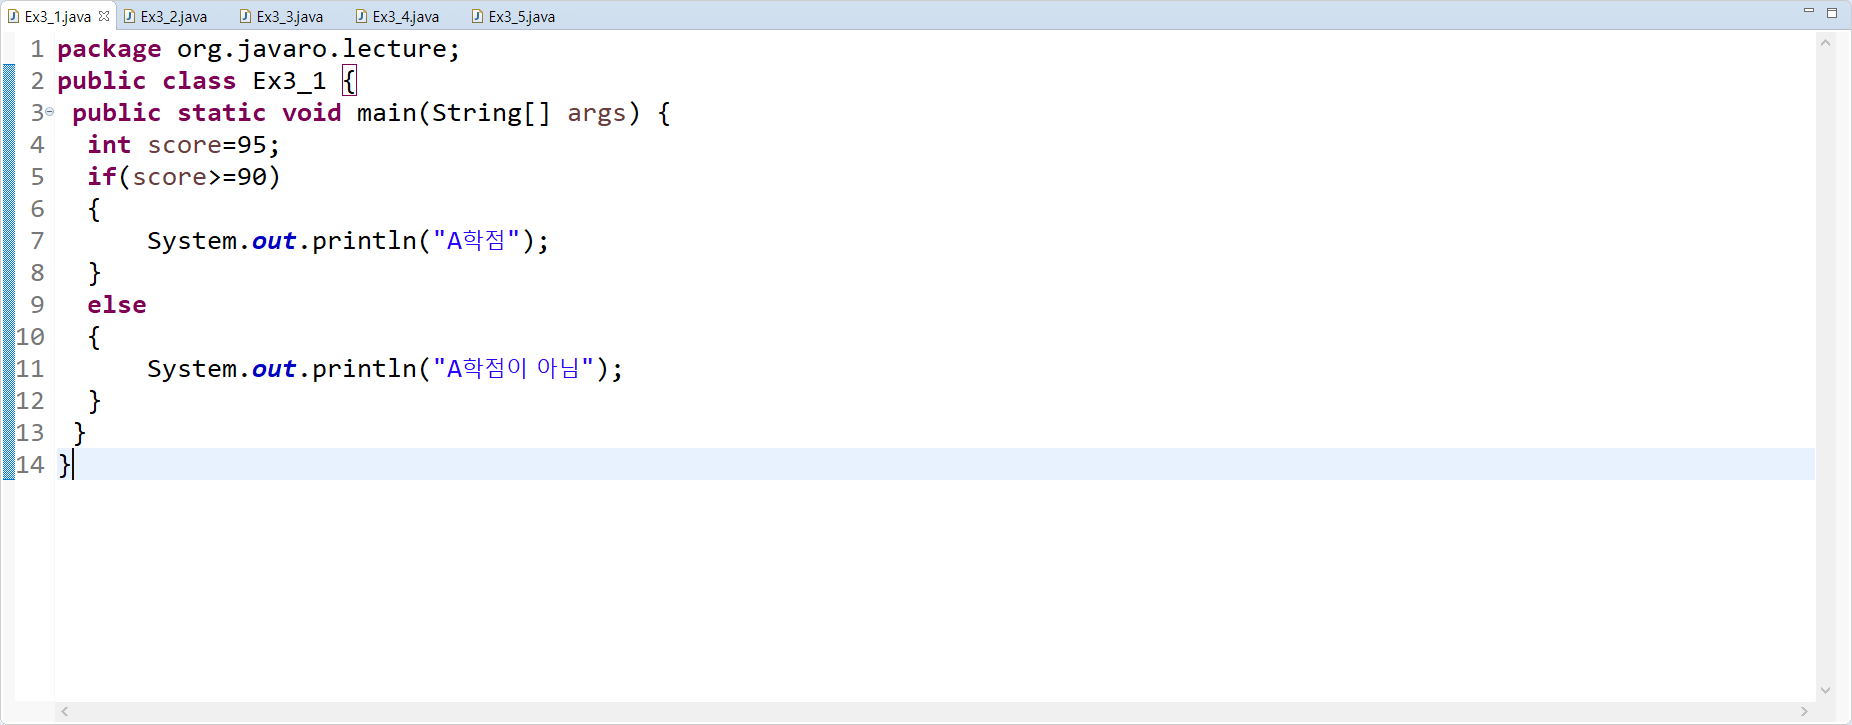 Ex3_1.java Ex3_2.java Ex3_3.java Ex3_4.java Ex3_5.java
1 package org.javaro.lecture;
2 public class Ex3_1 {
3 public static void main(String[] args) {
4 int score=95;
5 if(score>=90)
6 {
7 System.out.println("A학점");
8 }
9 else
10 {
11 System.out.println("A학점이 아님");
12 }
13 }
14 }